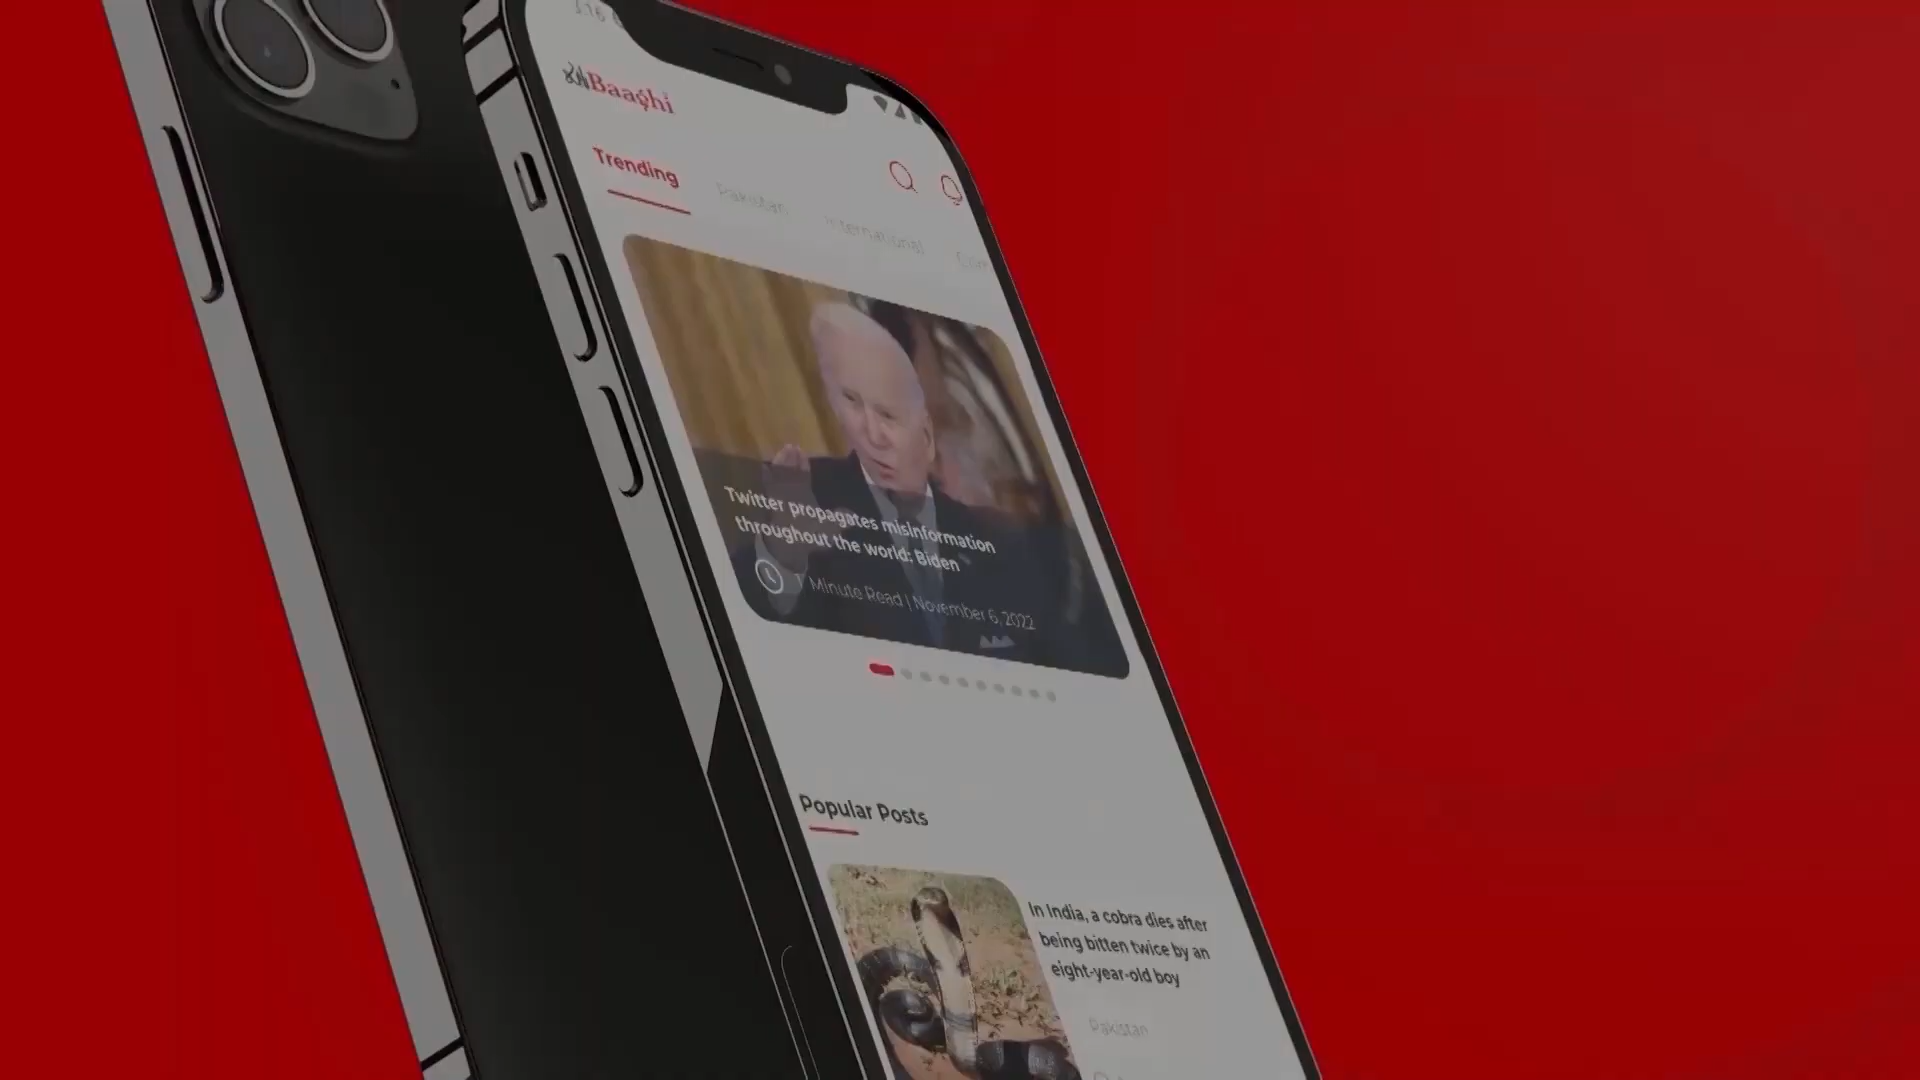 Baaghi
Trending
Pakistan
International
Twitter propagates misinformation
throughout the world: Biden
1 Minute Read | November 6, 2022
Popular Posts
In India, a cobra dies after
being bitten twice by an
eight-year-old boy
Pakistan